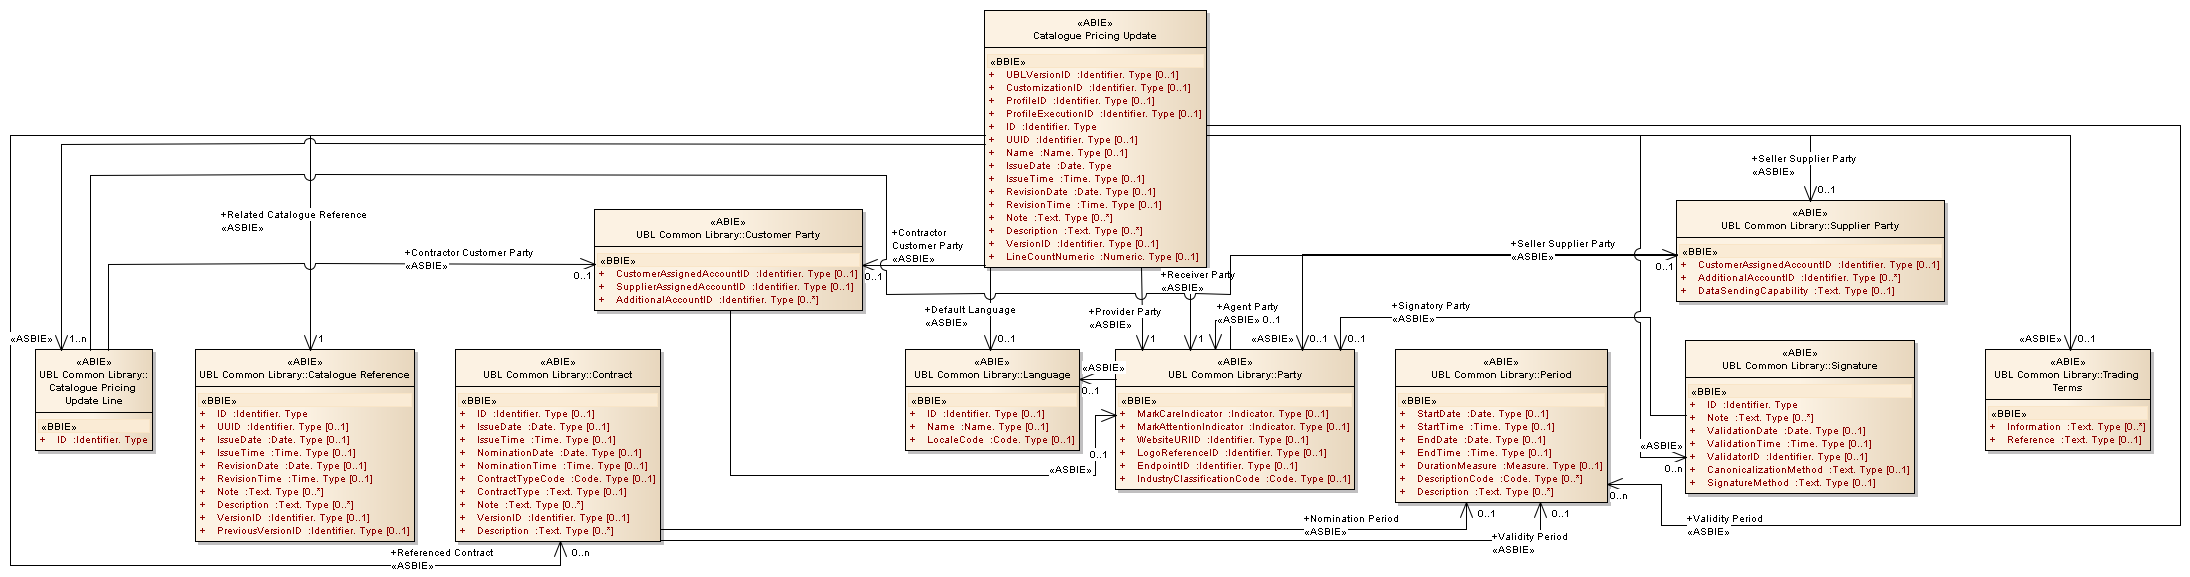 «ABIE»
Catalogue Pricing Update
«BBIE»
+ UBLVersionID :Identifier. Type [0..1]
+ CustomizationID :Identifier. Type [0..1]
+ ProfileID :Identifier. Type [0..1]
+ ProfileExecutionID :Identifier. Type [0..1]
+ ID :Identifier. Type
+ UUID :Identifier. Type [0..1]
+ Name :Name. Type [0..1]
+ IssueDate :Date. Type
+ IssueTime :Time. Type [0..1]
+ RevisionDate :Date. Type [0..1]
+ RevisionTime :Time. Type [0..1]
+ Note :Text. Type [0..*]
+ Description :Text. Type [0..*]
+ VersionID :Identifier. Type [0..1]
+ LineCountNumeric :Numeric. Type [0..1]
+Seller Supplier Party
«ASBIE»
0..1
+Related Catalogue Reference
«ASBIE»
1
«ABIE»
UBL Common Library::Customer Party
«BBIE»
+ CustomerAssignedAccountID :Identifier. Type [0..1]
+ SupplierAssignedAccountID :Identifier. Type [0..1]
+ AdditionalAccountID :Identifier. Type [0..*]
+Contractor
Customer Party
«ASBIE»
0..1
+Contractor Customer Party
«ASBIE»
0..1
«ABIE»
UBL Common Library::Supplier Party
«BBIE»
+ CustomerAssignedAccountID :Identifier. Type [0..1]
+ AdditionalAccountID :Identifier. Type [0..*]
+ DataSendingCapability :Text. Type [0..1]
+Seller Supplier Party
«ASBIE»
0..1
+Receiver Party
«ASBIE»
1
+Default Language
«ASBIE»
0..1
+Provider Party
«ASBIE»
1
+Agent Party
«ASBIE» 0..1
«ASBIE»
0..1
+Signatory Party
«ASBIE»
0..1
«ASBIE»
1..n
«ASBIE»
0..1
«ABIE»
UBL Common Library::
Catalogue Pricing
Update Line
«BBIE»
+ ID :Identifier. Type
«ABIE»
UBL Common Library::Catalogue Reference
«BBIE»
+ ID :Identifier. Type
+ UUID :Identifier. Type [0..1]
+ IssueDate :Date. Type [0..1]
+ IssueTime :Time. Type [0..1]
+ RevisionDate :Date. Type [0..1]
+ RevisionTime :Time. Type [0..1]
+ Note :Text. Type [0..*]
+ Description :Text. Type [0..*]
+ VersionID :Identifier. Type [0..1]
+ PreviousVersionID :Identifier. Type [0..1]
«ABIE»
UBL Common Library::Contract
«BBIE»
+ ID :Identifier. Type [0..1]
+ IssueDate :Date. Type [0..1]
+ IssueTime :Time. Type [0..1]
+ NominationDate :Date. Type [0..1]
+ NominationTime :Time. Type [0..1]
+ ContractTypeCode :Code. Type [0..1]
+ ContractType :Text. Type [0..1]
+ Note :Text. Type [0..*]
+ VersionID :Identifier. Type [0..1]
+ Description :Text. Type [0..*]
«ABIE»
UBL Common Library::Language
«BBIE»
+ ID :Identifier. Type [0..1]
+ Name :Name. Type [0..1]
+ LocaleCode :Code. Type [0..1]
«ASBIE»
0..1
«ABIE»
UBL Common Library::Party
«BBIE»
+ MarkCareIndicator :Indicator. Type [0..1]
+ MarkAttentionIndicator :Indicator. Type [0..1]
+ WebsiteURIID :Identifier. Type [0..1]
+ LogoReferenceID :Identifier. Type [0..1]
+ EndpointID :Identifier. Type [0..1]
+ IndustryClassificationCode :Code. Type [0..1]
0..1
«ASBIE»
«ABIE»
UBL Common Library::Period
«BBIE»
+ StartDate :Date. Type [0..1]
+ StartTime :Time. Type [0..1]
+ EndDate :Date. Type [0..1]
+ EndTime :Time. Type [0..1]
+ DurationMeasure :Measure. Type [0..1]
+ DescriptionCode :Code. Type [0..*]
+ Description :Text. Type [0..*]
«ABIE»
UBL Common Library::Signature
«BBIE»
+ ID :Identifier. Type
+ Note :Text. Type [0..*]
+ ValidationDate :Date. Type [0..1]
+ ValidationTime :Time. Type [0..1]
+ ValidatorID :Identifier. Type [0..1]
+ CanonicalizationMethod :Text. Type [0..1]
+ SignatureMethod :Text. Type [0..1]
«ASBIE»
0..n
«ABIE»
UBL Common Library::Trading
Terms
«BBIE»
+ Information :Text. Type [0..*]
+ Reference :Text. Type [0..1]
0..n
+Validity Period
«ASBIE»
+Nomination Period
«ASBIE»
0..1
+Validity Period
«ASBIE»
0..1
+Referenced Contract
«ASBIE»
0..n